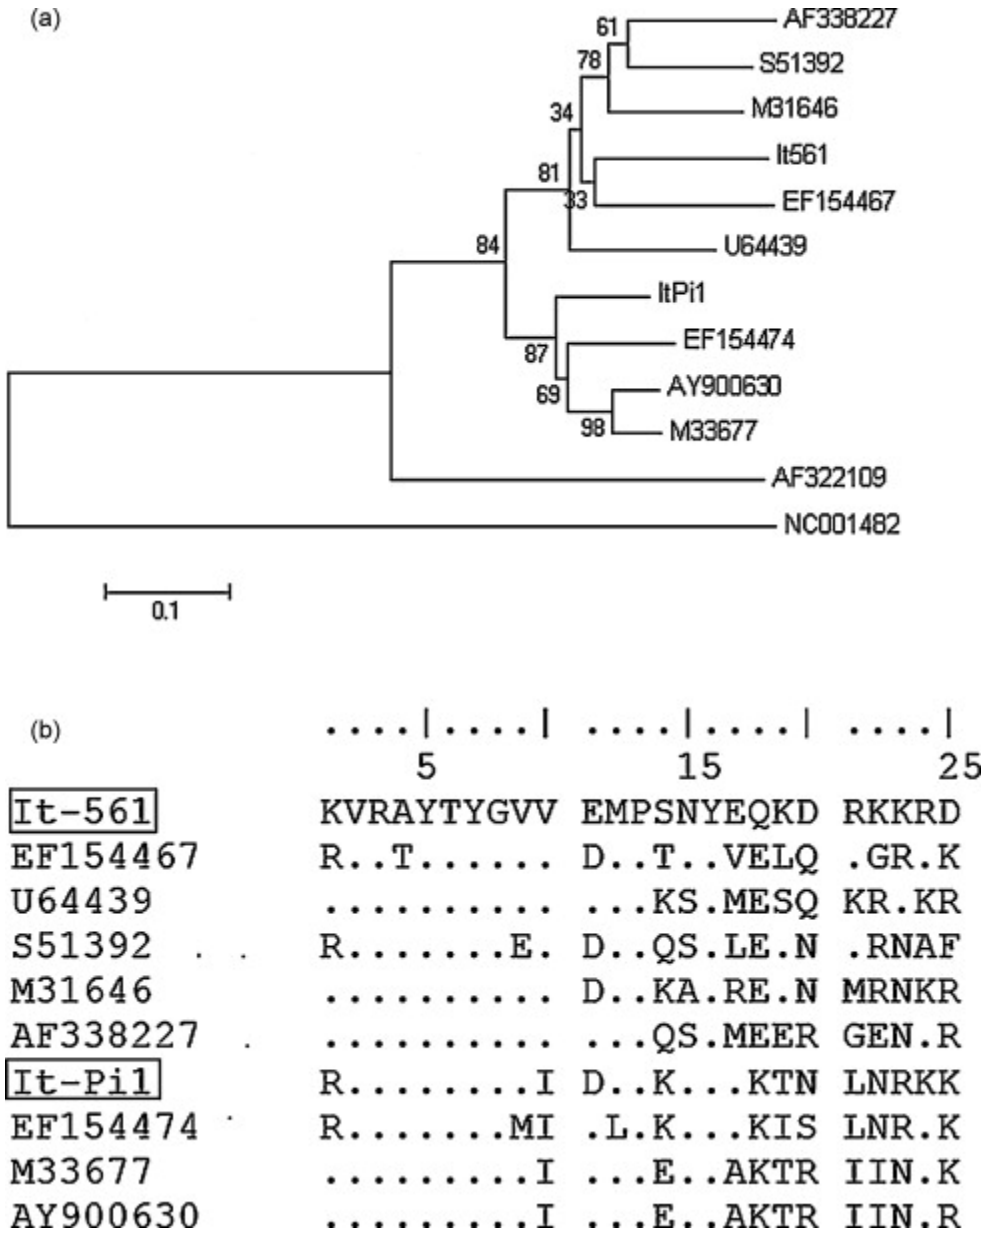 (a)
61
AF338227
78
S51392
34
M31646
81
It561
33
EF154467
84
U64439
ItPi1
87
EF154474
69
AY900630
98
M33677
AF322109
NC001482
0.1
(b)
....|....| ....|....| ....|
5 15 25
It-561 KVRAYTYGVV EMPSNYEQKD RKKRD
EF154467 R..T...... D..T..VELQ .GR.K
U64439 .......... ...KS.MESQ KR.KR
S51392 R.......E. D..QS.LE.N .RNAF
M31646 .......... D..KA.RE.N MRNKR
AF338227 .......... ...QS.MEER GEN.R
It-Pi1 R........I D..K...KTN LNRKK
EF154474 R.......MI .L.K...KIS LNR.K
M33677 .........I ...E..AKTR IIN.K
AY900630 .........I ...E..AKTR IIN.R